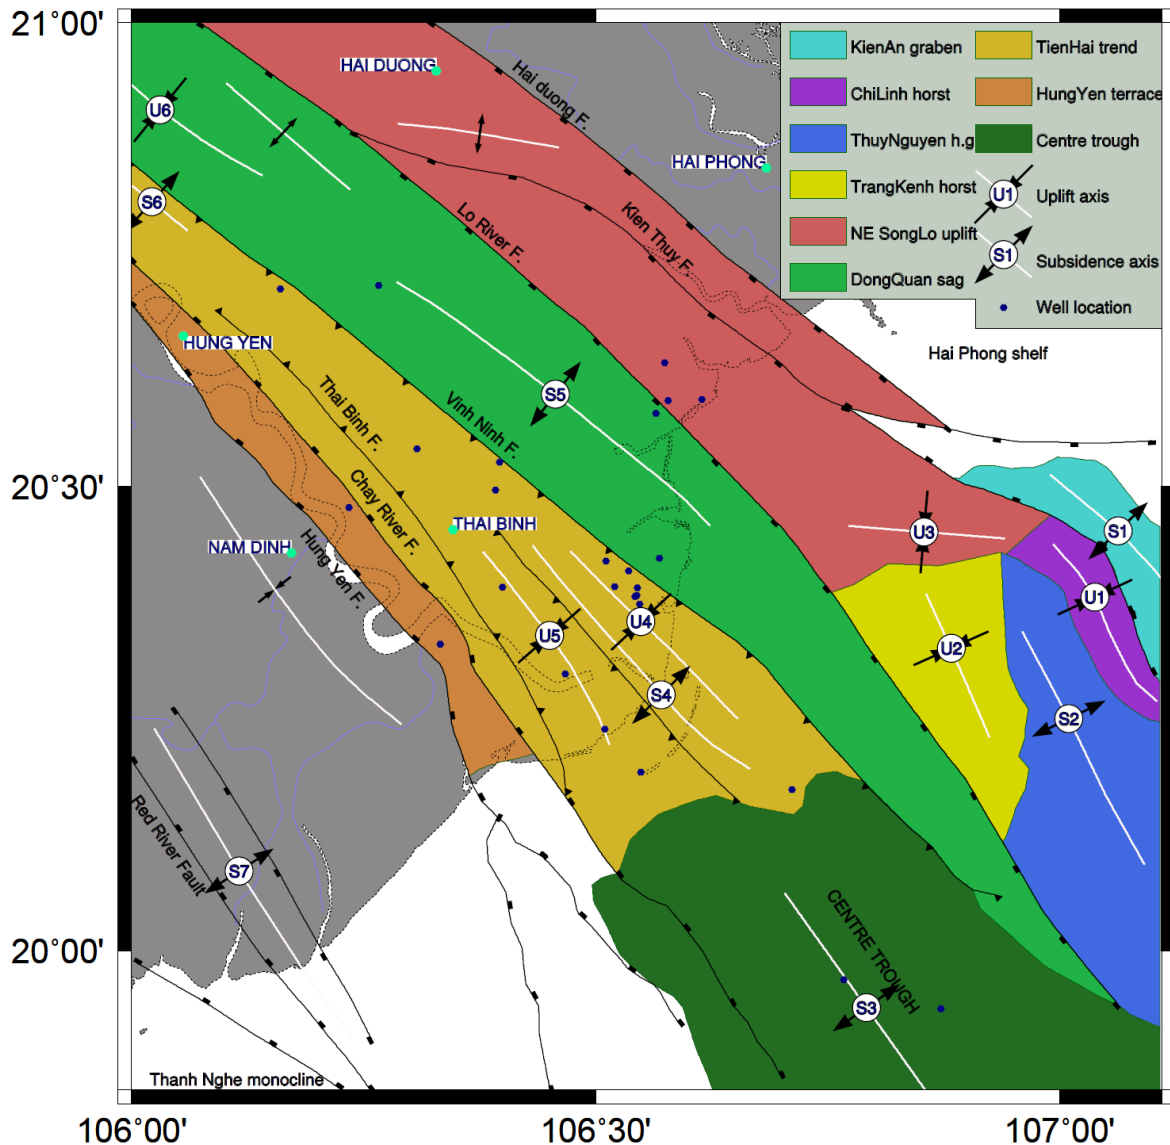 21°00'
20°30'
20°00'
106°00'
106°30'
107°00'
KienAn graben
ChiLinh horst
ThuyNguyen h.g
TrangKenh horst
NE SongLo uplift
DongQuan sag
TienHai trend
HungYen terrace
Centre trough
U1
Uplift axis
S1
Subsidence axis
Well location
HAI DUONG
Hai duong F.
HAI PHONG
U6
S6
Lo River F.
Kien Thuy F.
HUNG YEN
Hai Phong shelf
Thai Binh F.
Vinh Ninh F.
S5
Chay River F.
THAI BINH
NAM DINH
Hung Yen F.
U3
S1
U1
U5
U4
U2
S4
S2
Red River Fault
S7
CENTRE TROUGH
S3
Thanh Nghe monocline